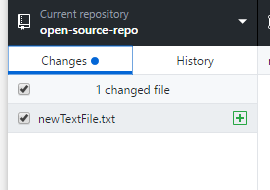 Current repository
open-source-repo
Changes
History
1 changed file
newTextFile.txt